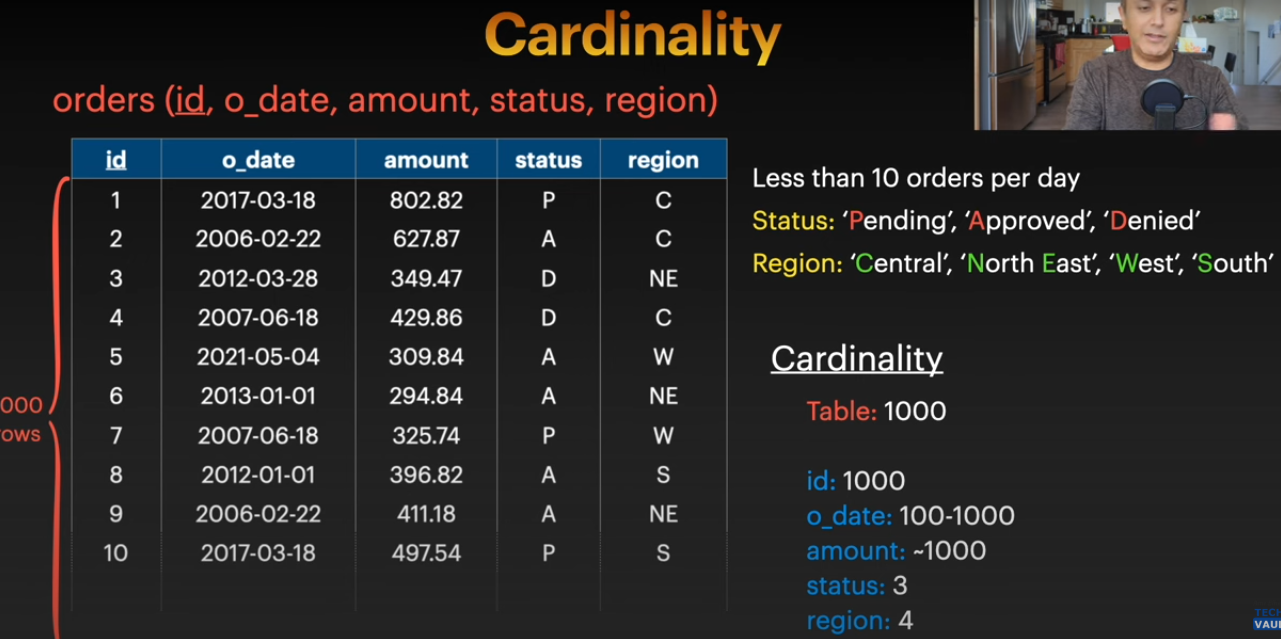 Cardinality
orders (id, o_date, amount, status, region)
id o_date amount status region
1 2017-03-18 802.82 P C
2 2006-02-22 627.87 A C
3 2012-03-28 349.47 D NE
4 2007-06-18 429.86 D C
5 2021-05-04 309.84 A W
6 2013-01-01 294.84 A NE
7 2007-06-18 325.74 P W
8 2012-01-01 396.82 A S
9 2006-02-22 411.18 A NE
10 2017-03-18 497.54 P S
000
ows
Less than 10 orders per day
Status: ‘Pending’, ‘Approved’, ‘Denied’
Region: ‘Central’, ‘North East’, ‘West’, ‘South’
Cardinality
Table: 1000
id: 1000
o_date: 100-1000
amount: ~1000
status: 3
region: 4
TECH
VAUL